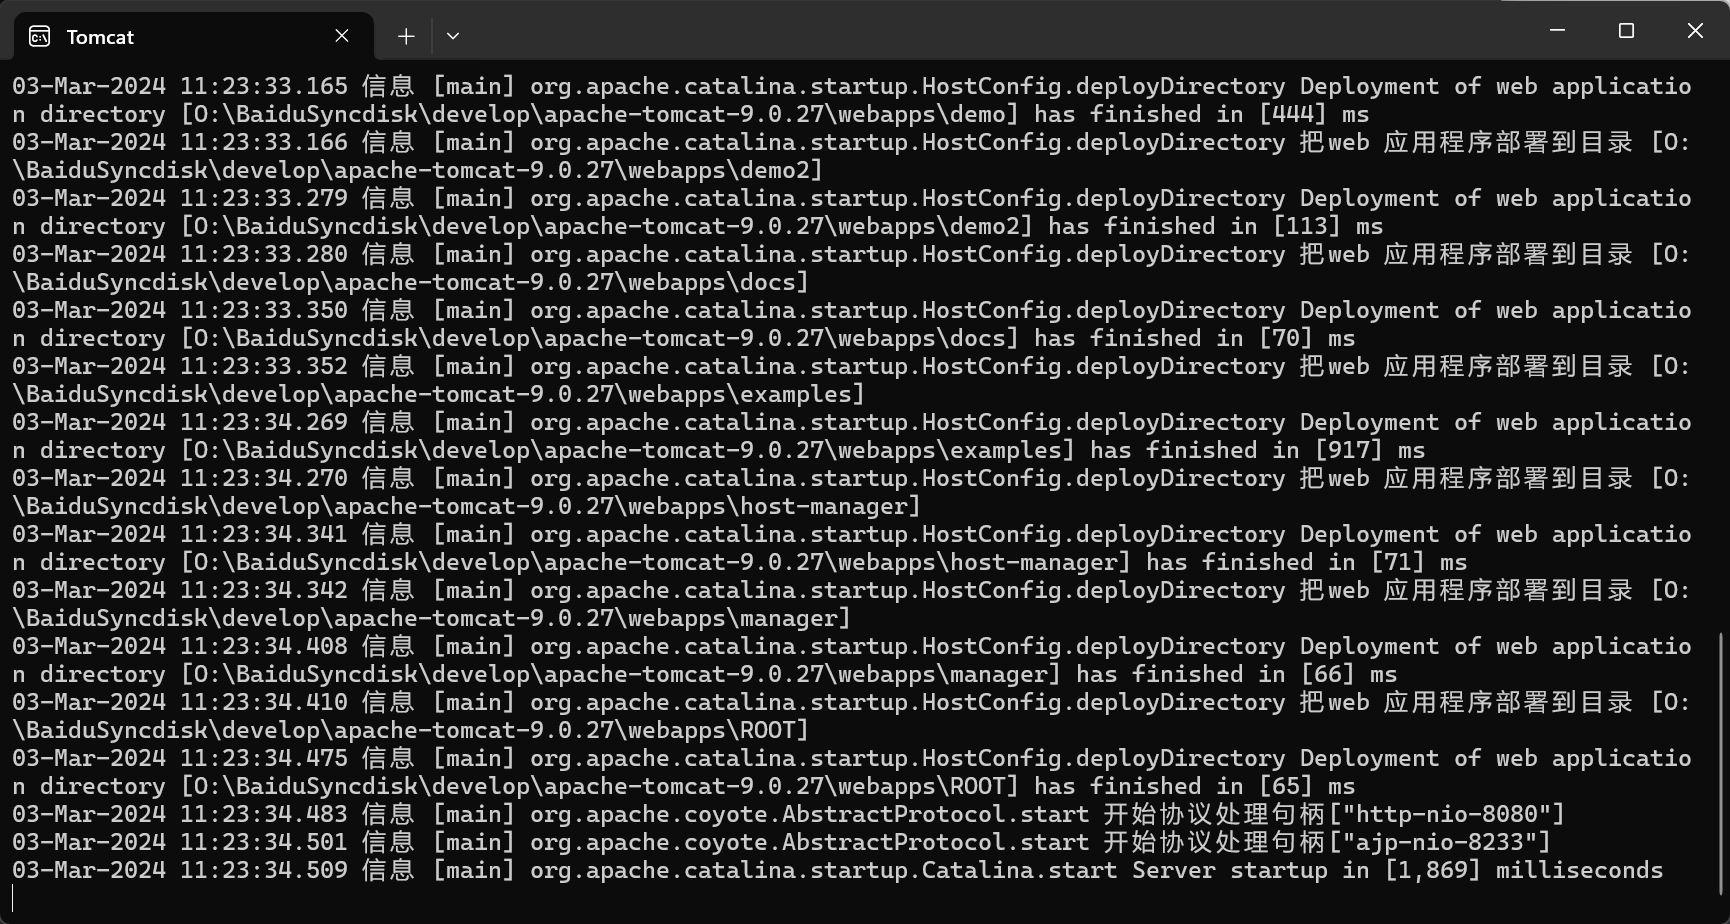 Tomcat
03-Mar-2024 11:23:33.165 信息 [main] org.apache.catalina.startup.HostConfig.deployDirectory Deployment of web applicatio
n directory [O:\BaiduSyncdisk\develop\apache-tomcat-9.0.27\webapps\demo] has finished in [444] ms
03-Mar-2024 11:23:33.166 信息 [main] org.apache.catalina.startup.HostConfig.deployDirectory 把web 应用程序部署到目录 [O:
\BaiduSyncdisk\develop\apache-tomcat-9.0.27\webapps\demo2]
03-Mar-2024 11:23:33.279 信息 [main] org.apache.catalina.startup.HostConfig.deployDirectory Deployment of web applicatio
n directory [O:\BaiduSyncdisk\develop\apache-tomcat-9.0.27\webapps\demo2] has finished in [113] ms
03-Mar-2024 11:23:33.280 信息 [main] org.apache.catalina.startup.HostConfig.deployDirectory 把web 应用程序部署到目录 [O:
\BaiduSyncdisk\develop\apache-tomcat-9.0.27\webapps\docs]
03-Mar-2024 11:23:33.350 信息 [main] org.apache.catalina.startup.HostConfig.deployDirectory Deployment of web applicatio
n directory [O:\BaiduSyncdisk\develop\apache-tomcat-9.0.27\webapps\docs] has finished in [70] ms
03-Mar-2024 11:23:33.352 信息 [main] org.apache.catalina.startup.HostConfig.deployDirectory 把web 应用程序部署到目录 [O:
\BaiduSyncdisk\develop\apache-tomcat-9.0.27\webapps\examples]
03-Mar-2024 11:23:34.269 信息 [main] org.apache.catalina.startup.HostConfig.deployDirectory Deployment of web applicatio
n directory [O:\BaiduSyncdisk\develop\apache-tomcat-9.0.27\webapps\examples] has finished in [917] ms
03-Mar-2024 11:23:34.270 信息 [main] org.apache.catalina.startup.HostConfig.deployDirectory 把web 应用程序部署到目录 [O:
\BaiduSyncdisk\develop\apache-tomcat-9.0.27\webapps\host-manager]
03-Mar-2024 11:23:34.341 信息 [main] org.apache.catalina.startup.HostConfig.deployDirectory Deployment of web applicatio
n directory [O:\BaiduSyncdisk\develop\apache-tomcat-9.0.27\webapps\host-manager] has finished in [71] ms
03-Mar-2024 11:23:34.342 信息 [main] org.apache.catalina.startup.HostConfig.deployDirectory 把web 应用程序部署到目录 [O:
\BaiduSyncdisk\develop\apache-tomcat-9.0.27\webapps\manager]
03-Mar-2024 11:23:34.408 信息 [main] org.apache.catalina.startup.HostConfig.deployDirectory Deployment of web applicatio
n directory [O:\BaiduSyncdisk\develop\apache-tomcat-9.0.27\webapps\manager] has finished in [66] ms
03-Mar-2024 11:23:34.410 信息 [main] org.apache.catalina.startup.HostConfig.deployDirectory 把web 应用程序部署到目录 [O:
\BaiduSyncdisk\develop\apache-tomcat-9.0.27\webapps\ROOT]
03-Mar-2024 11:23:34.475 信息 [main] org.apache.catalina.startup.HostConfig.deployDirectory Deployment of web applicatio
n directory [O:\BaiduSyncdisk\develop\apache-tomcat-9.0.27\webapps\ROOT] has finished in [65] ms
03-Mar-2024 11:23:34.483 信息 [main] org.apache.coyote.AbstractProtocol.start 开始协议处理句柄["http-nio-8080"]
03-Mar-2024 11:23:34.501 信息 [main] org.apache.coyote.AbstractProtocol.start 开始协议处理句柄["ajp-nio-8233"]
03-Mar-2024 11:23:34.509 信息 [main] org.apache.catalina.startup.Catalina.start Server startup in [1,869] milliseconds